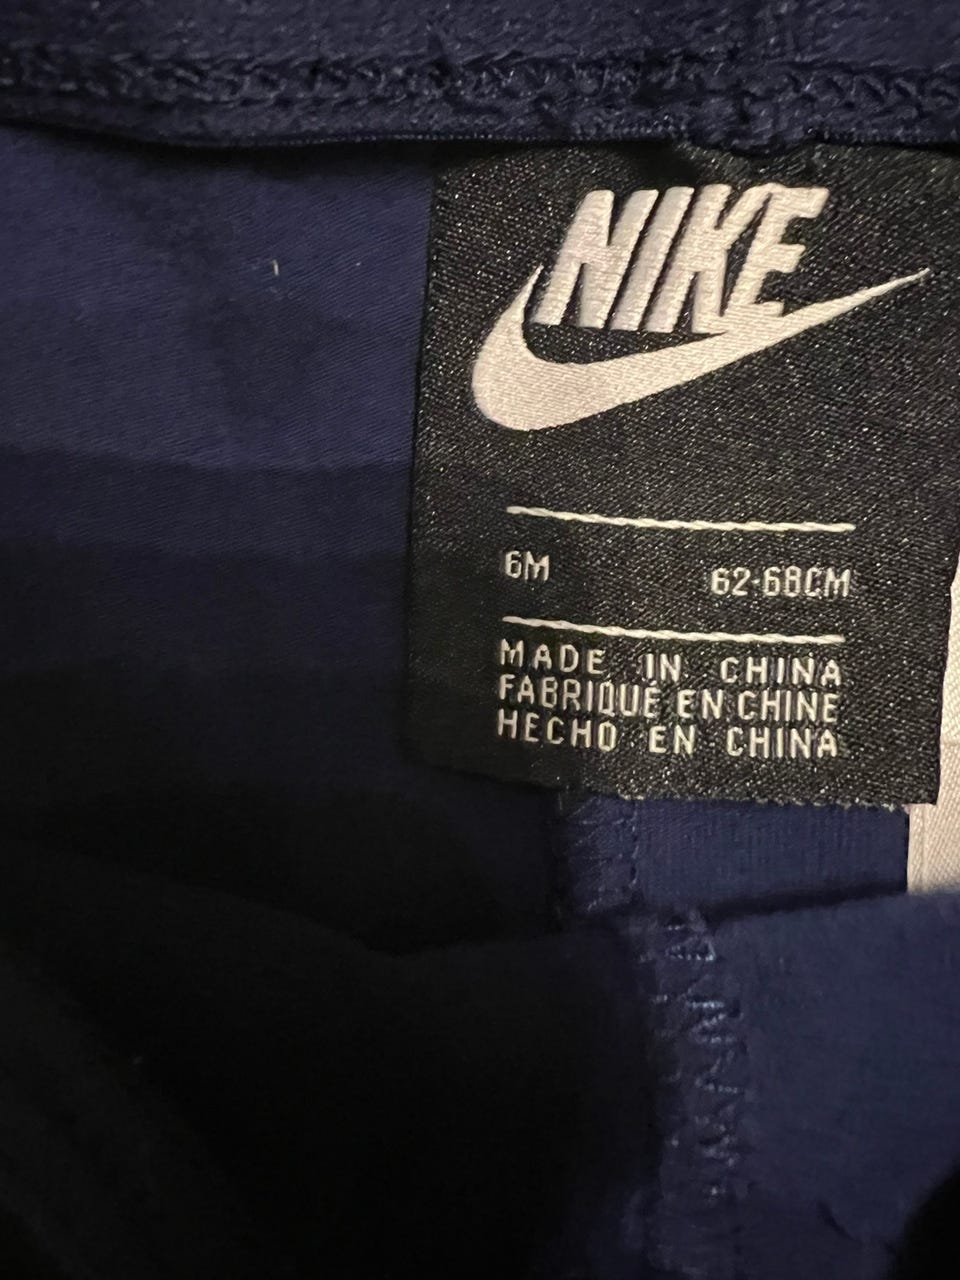 NIKE
6M 62-68CM
MADE IN CHINA
FABRIQUÉ EN CHINE
HECHO EN CHINA